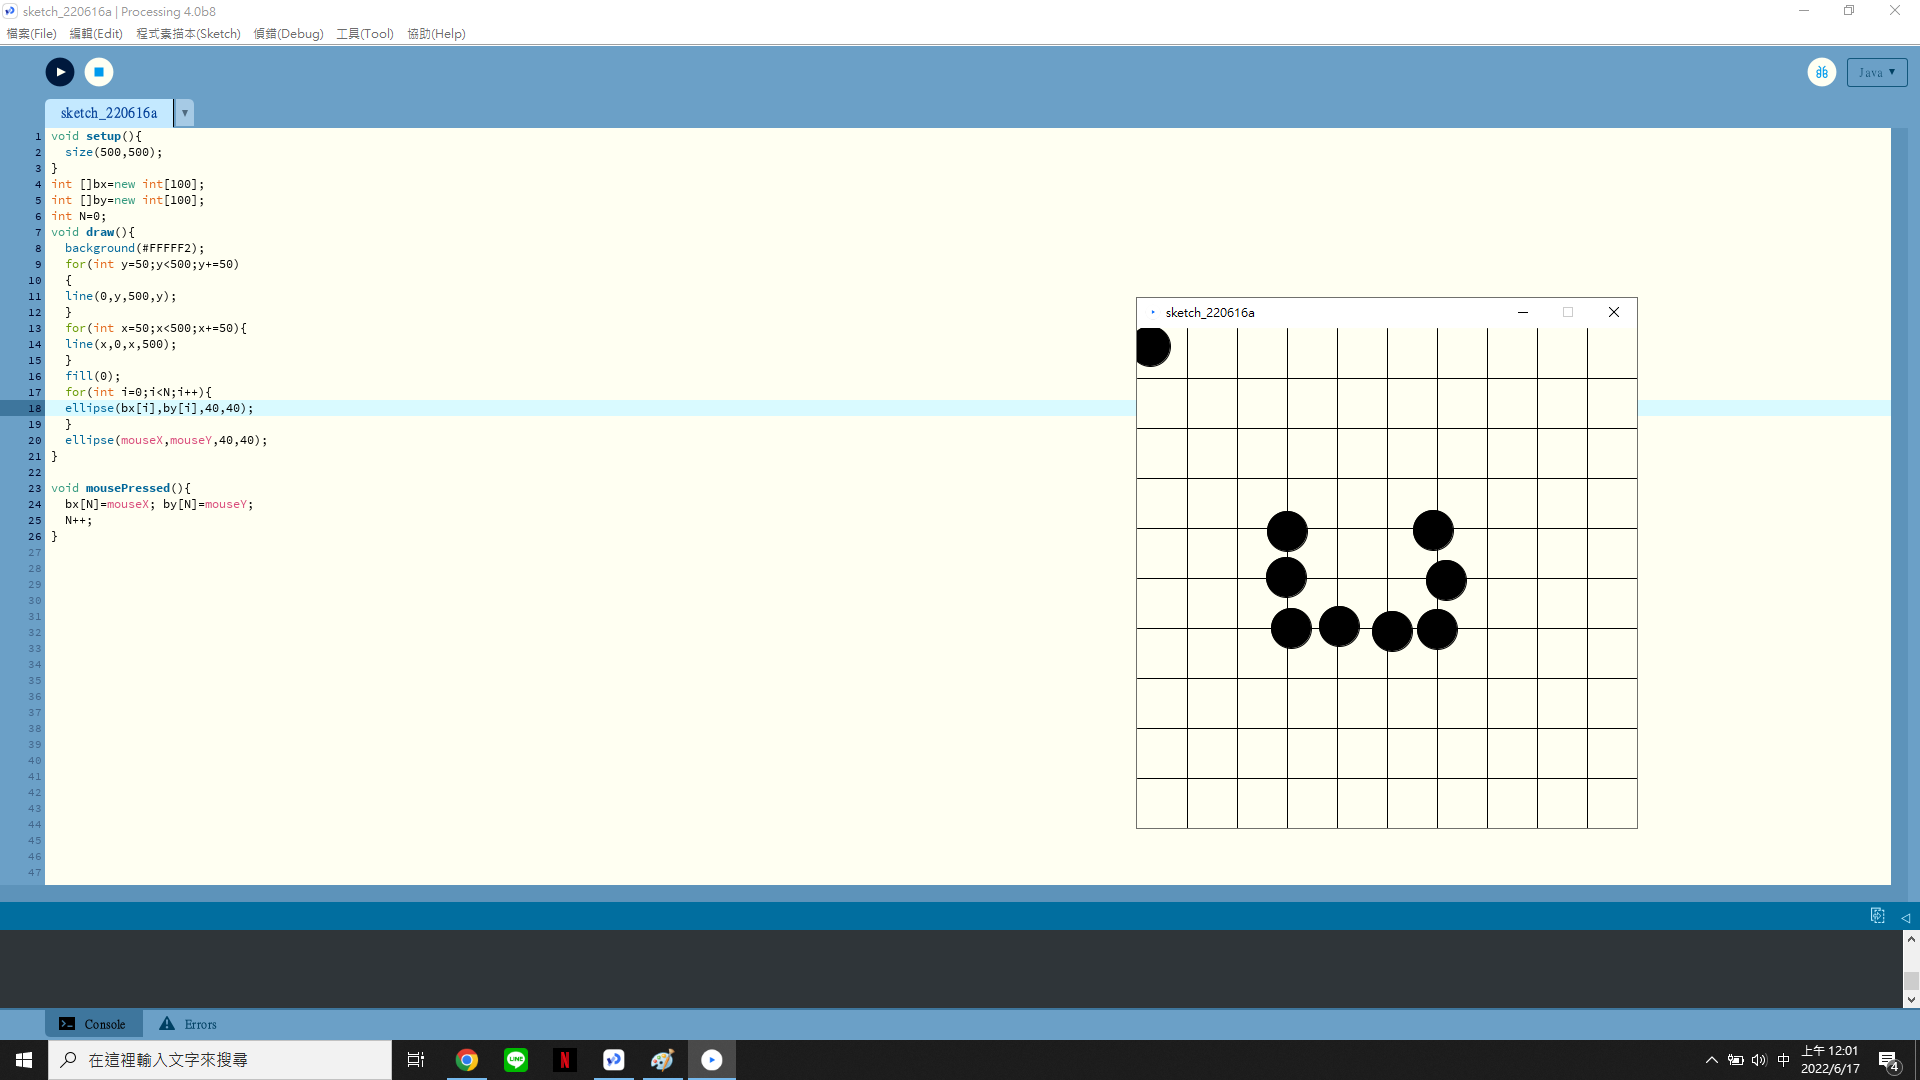 sketch_220616a | Processing 4.0b8
檔案(File) 編輯(Edit) 程式素描本(Sketch) 偵錯(Debug) 工具(Tool) 協助(Help)
Java ▼
sketch_220616a ▼
1 void setup(){
2   size(500,500);
3 }
4 int []bx=new int[100];
5 int []by=new int[100];
6 int N=0;
7 void draw(){
8   background(#FFFFF2);
9   for(int y=50;y<500;y+=50)
10   {
11   line(0,y,500,y);
12   }
13   for(int x=50;x<500;x+=50){
14   line(x,0,x,500);
15   }
16   fill(0);
17   for(int i=0;i<N;i++){
18   ellipse(bx[i],by[i],40,40);
19   }
20   ellipse(mouseX,mouseY,40,40);
21 }
22
23 void mousePressed(){
24   bx[N]=mouseX; by[N]=mouseY;
25   N++;
26 }
27
28
29
30
31
32
33
34
35
36
37
38
39
40
41
42
43
44
45
46
47
sketch_220616a
Console Errors
在這裡輸入文字來搜尋
LINE
N
中
上午 12:01
2022/6/17
4